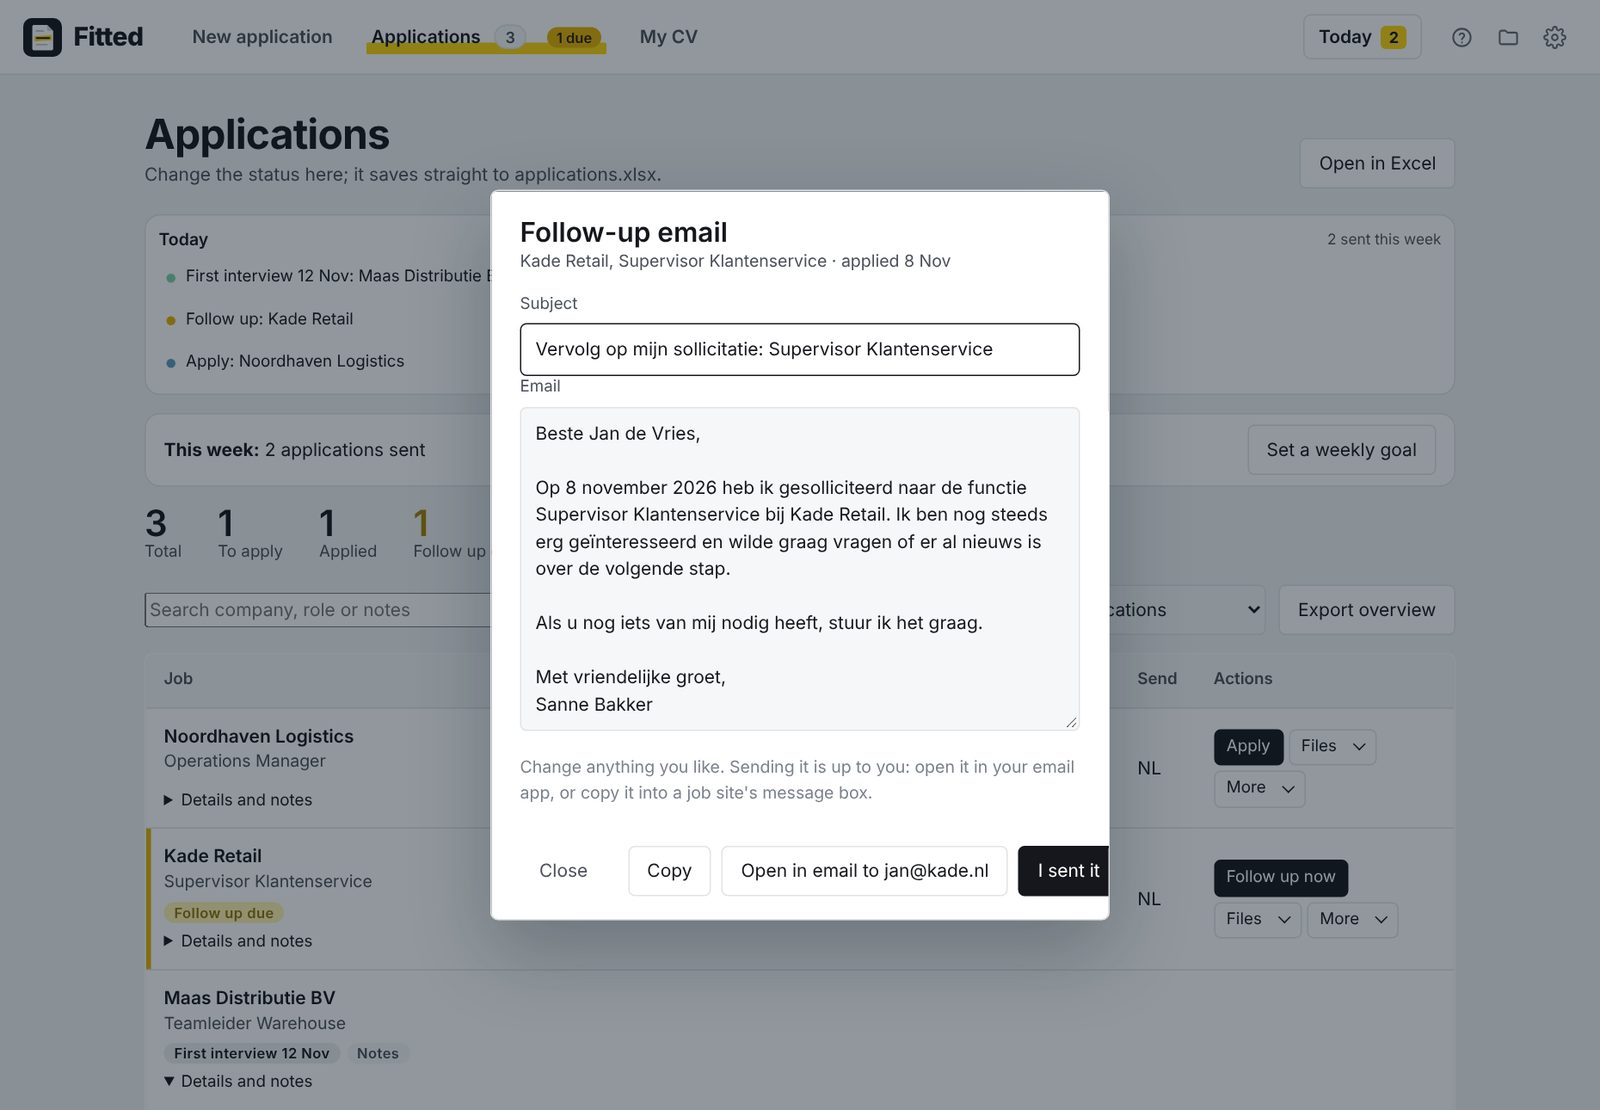 Fitted
New application
Applications 3 1 due
My CV
Today 2
Applications
Change the status here; it saves straight to applications.xlsx.
Open in Excel
Today
2 sent this week
First interview 12 Nov: Maas Distributie
Follow up: Kade Retail
Apply: Noordhaven Logistics
This week: 2 applications sent
Set a weekly goal
3 Total
1 To apply
1 Applied
1 Follow up
Search company, role or notes
Export overview
Job
Send
Actions
Noordhaven Logistics
Operations Manager
Details and notes
NL
Apply
Files
More
Kade Retail
Supervisor Klantenservice
Follow up due
Details and notes
NL
Follow up now
Files
More
Maas Distributie BV
Teamleider Warehouse
First interview 12 Nov
Notes
Details and notes
Follow-up email
Kade Retail, Supervisor Klantenservice · applied 8 Nov
Subject
Vervolg op mijn sollicitatie: Supervisor Klantenservice
Email
Beste Jan de Vries,
Op 8 november 2026 heb ik gesolliciteerd naar de functie
Supervisor Klantenservice bij Kade Retail. Ik ben nog steeds
erg geïnteresseerd en wilde graag vragen of er al nieuws is
over de volgende stap.
Als u nog iets van mij nodig heeft, stuur ik het graag.
Met vriendelijke groet,
Sanne Bakker
Change anything you like. Sending it is up to you: open it in your email
app, or copy it into a job site's message box.
Close
Copy
Open in email to jan@kade.nl
I sent it